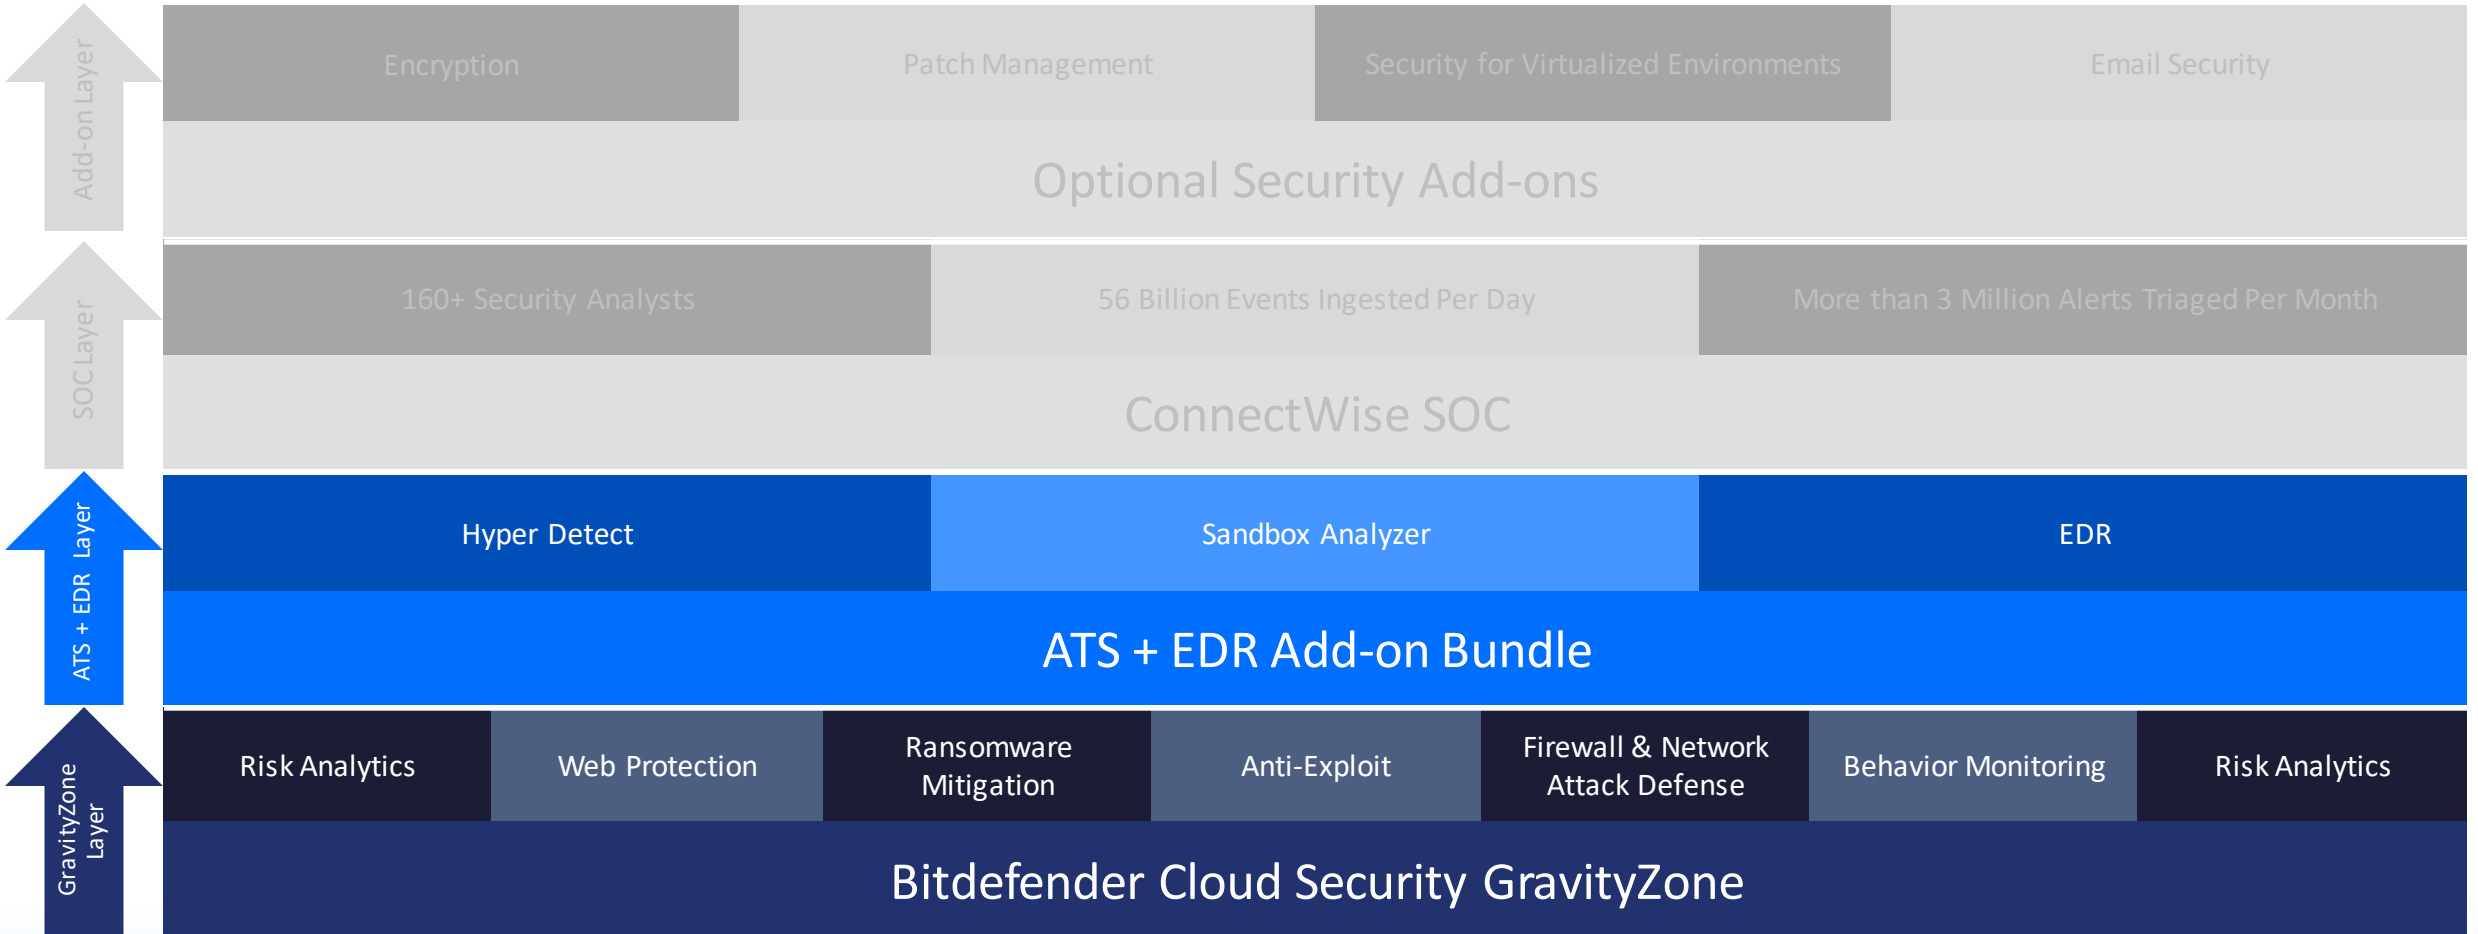 Add-on Layer
Encryption
Patch Management
Security for Virtualized Environments
Email Security
Optional Security Add-ons
SOC Layer
160+ Security Analysts
56 Billion Events Ingested Per Day
More than 3 Million Alerts Triaged Per Month
ConnectWise SOC
ATS + EDR Layer
Hyper Detect
Sandbox Analyzer
EDR
ATS + EDR Add-on Bundle
GravityZone
Layer
Risk Analytics
Web Protection
Ransomware
Mitigation
Anti-Exploit
Firewall & Network
Attack Defense
Behavior Monitoring
Risk Analytics
Bitdefender Cloud Security GravityZone